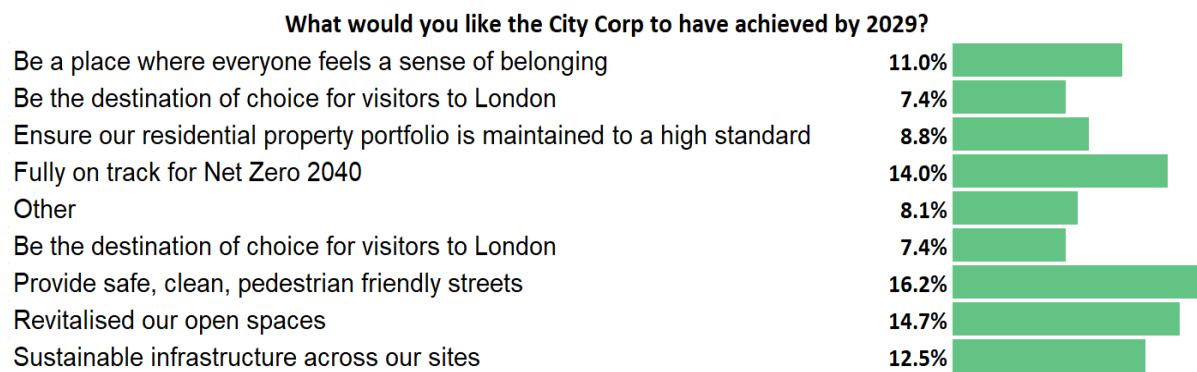 What would you like the City Corp to have achieved by 2029?
Be a place where everyone feels a sense of belonging 11.0%
Be the destination of choice for visitors to London 7.4%
Ensure our residential property portfolio is maintained to a high standard 8.8%
Fully on track for Net Zero 2040 14.0%
Other 8.1%
Be the destination of choice for visitors to London 7.4%
Provide safe, clean, pedestrian friendly streets 16.2%
Revitalised our open spaces 14.7%
Sustainable infrastructure across our sites 12.5%